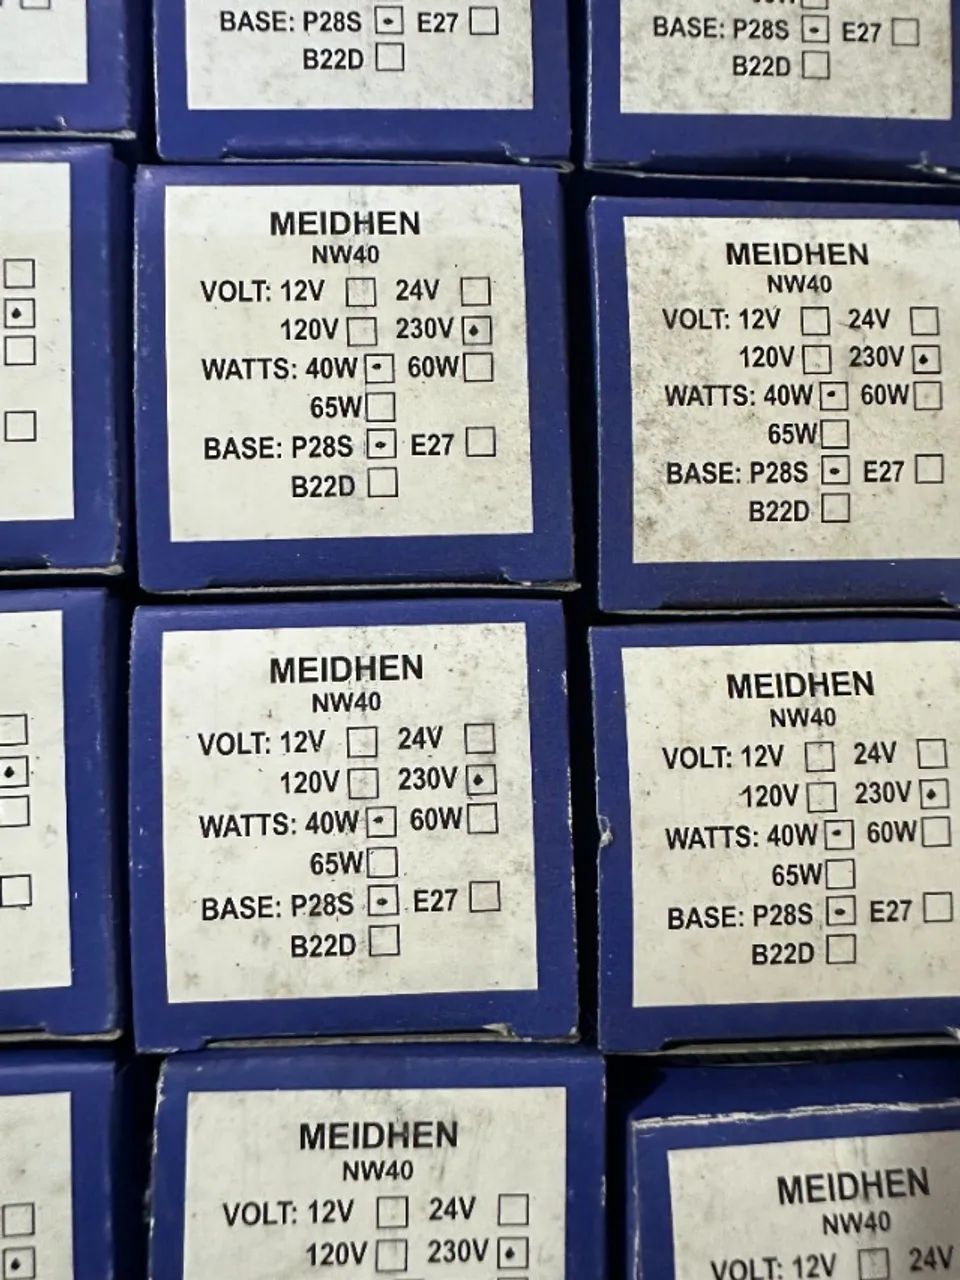 BASE: P28S E27
B22D
BASE: P28S E27
B22D
MEIDHEN
NW40
VOLT: 12V 24V
120V 230V
WATTS: 40W 60W
65W
BASE: P28S E27
B22D
MEIDHEN
NW40
VOLT: 12V 24V
120V 230V
WATTS: 40W 60W
65W
BASE: P28S E27
B22D
MEIDHEN
NW40
VOLT: 12V 24V
120V 230V
WATTS: 40W 60W
65W
BASE: P28S E27
B22D
MEIDHEN
NW40
VOLT: 12V 24V
120V 230V
WATTS: 40W 60W
65W
BASE: P28S E27
B22D
MEIDHEN
NW40
VOLT: 12V 24V
120V 230V
MEIDHEN
NW40
VOLT: 12V 24V